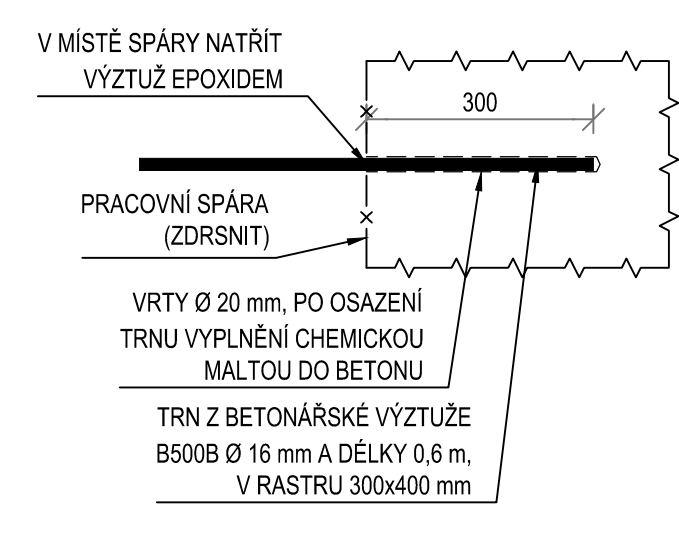 V MÍSTĚ SPÁRY NATŘÍT
VÝZTUŽ EPOXIDEM
300
PRACOVNÍ SPÁRA
(ZDRSNIT)
VRTY Ø 20 mm, PO OSAZENÍ
TRNU VYPLNĚNÍ CHEMICKOU
MALTOU DO BETONU
TRN Z BETONÁŘSKÉ VÝZTUŽE
B500B Ø 16 mm A DÉLKY 0,6 m,
V RASTRU 300x400 mm